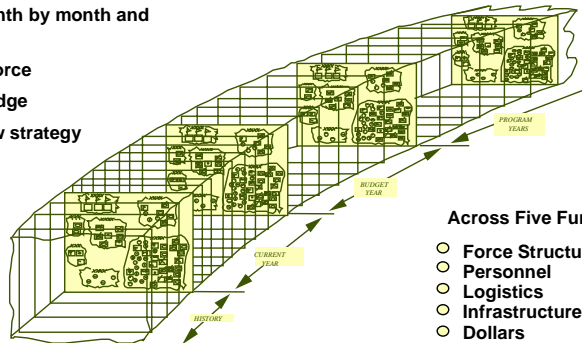 nth by month and
orce
dge
w strategy
PROGRAM
YEARS
BUDGET
YEAR
CURRENT
YEAR
HISTORY
Across Five Fun
Force Structu
Personnel
Logistics
Infrastructure
Dollars